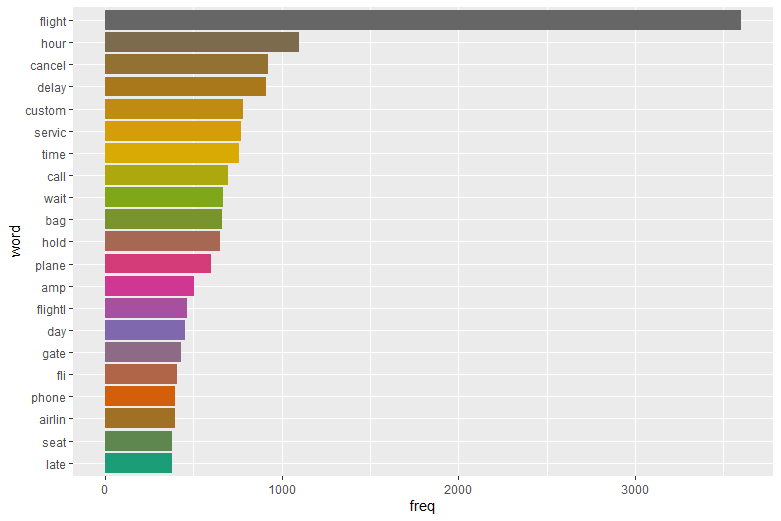 flight
hour
cancel
delay
custom
servic
time
call
wait
bag
hold
plane
amp
flightl
day
gate
fli
phone
airlin
seat
late
word
0 1000 2000 3000
freq